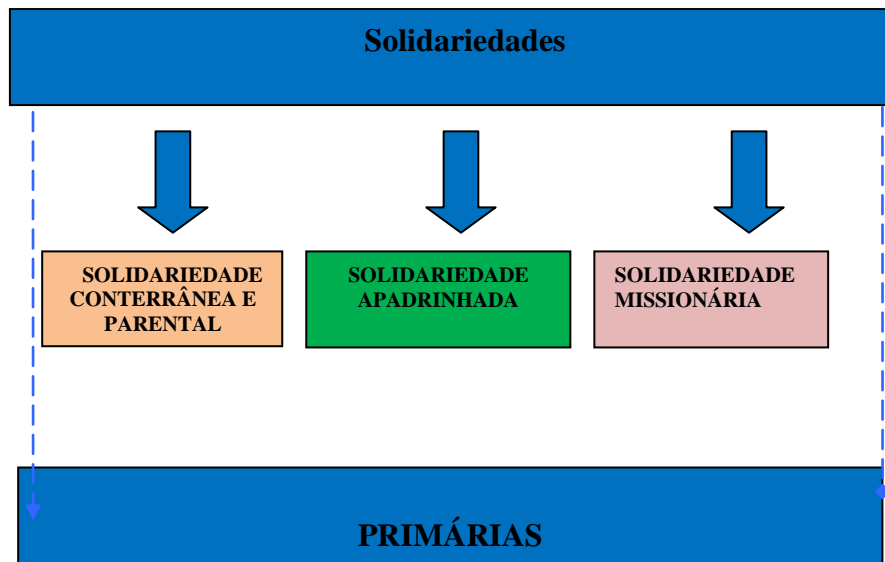 Solidariedades
SOLIDARIEDADE
CONTERRÂNEA E
PARENTAL
SOLIDARIEDADE
APADRINHADA
SOLIDARIEDADE
MISSIONÁRIA
PRIMÁRIAS